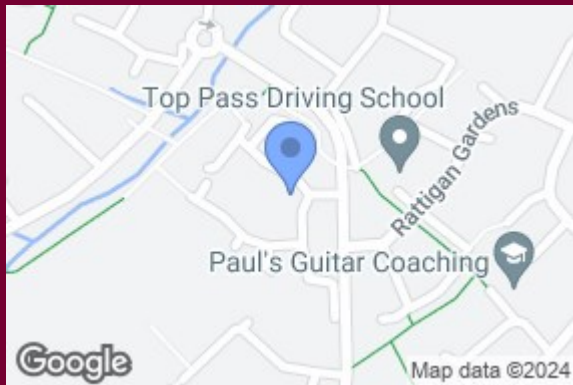 Top Pass Driving School
Rattigan Gardens
Paul's Guitar Coaching
Google
Map data ©2024